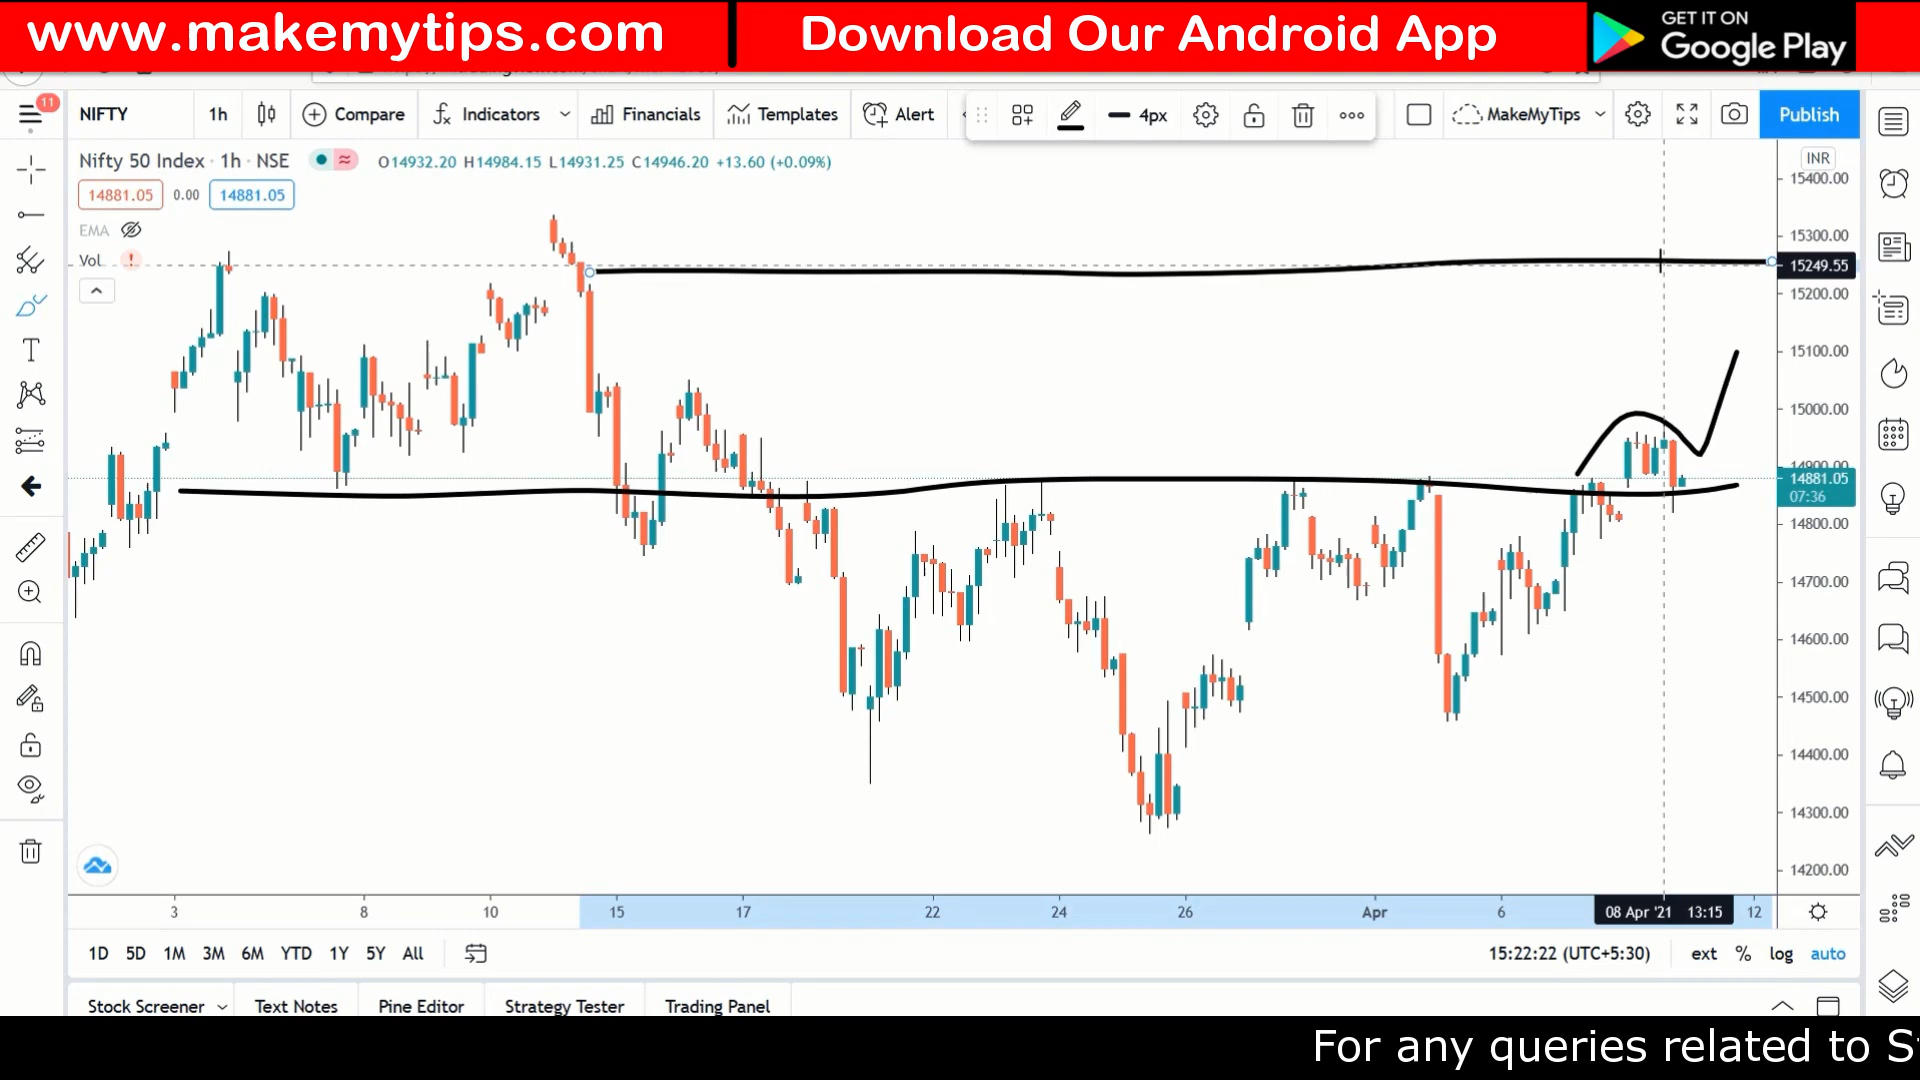 www.makemytips.com
Download Our Android App
GET IT ON
Google Play
11
NIFTY 1h Compare Indicators Financials Templates Alert 4px MakeMyTips Publish
Nifty 50 Index · 1h · NSE O14932.20 H14984.15 L14931.25 C14946.20 +13.60 (+0.09%)
14881.05 0.00 14881.05
EMA
Vol !
INR
15400.00
15300.00
15249.55
15200.00
15100.00
15000.00
14900.00
14881.05
07:36
14800.00
14700.00
14600.00
14500.00
14400.00
14300.00
14200.00
3 8 10 15 17 22 24 26 Apr 6 08 Apr '21 13:15 12
1D 5D 1M 3M 6M YTD 1Y 5Y All 15:22:22 (UTC+5:30) ext % log auto
Stock Screener Text Notes Pine Editor Strategy Tester Trading Panel
For any queries related to S